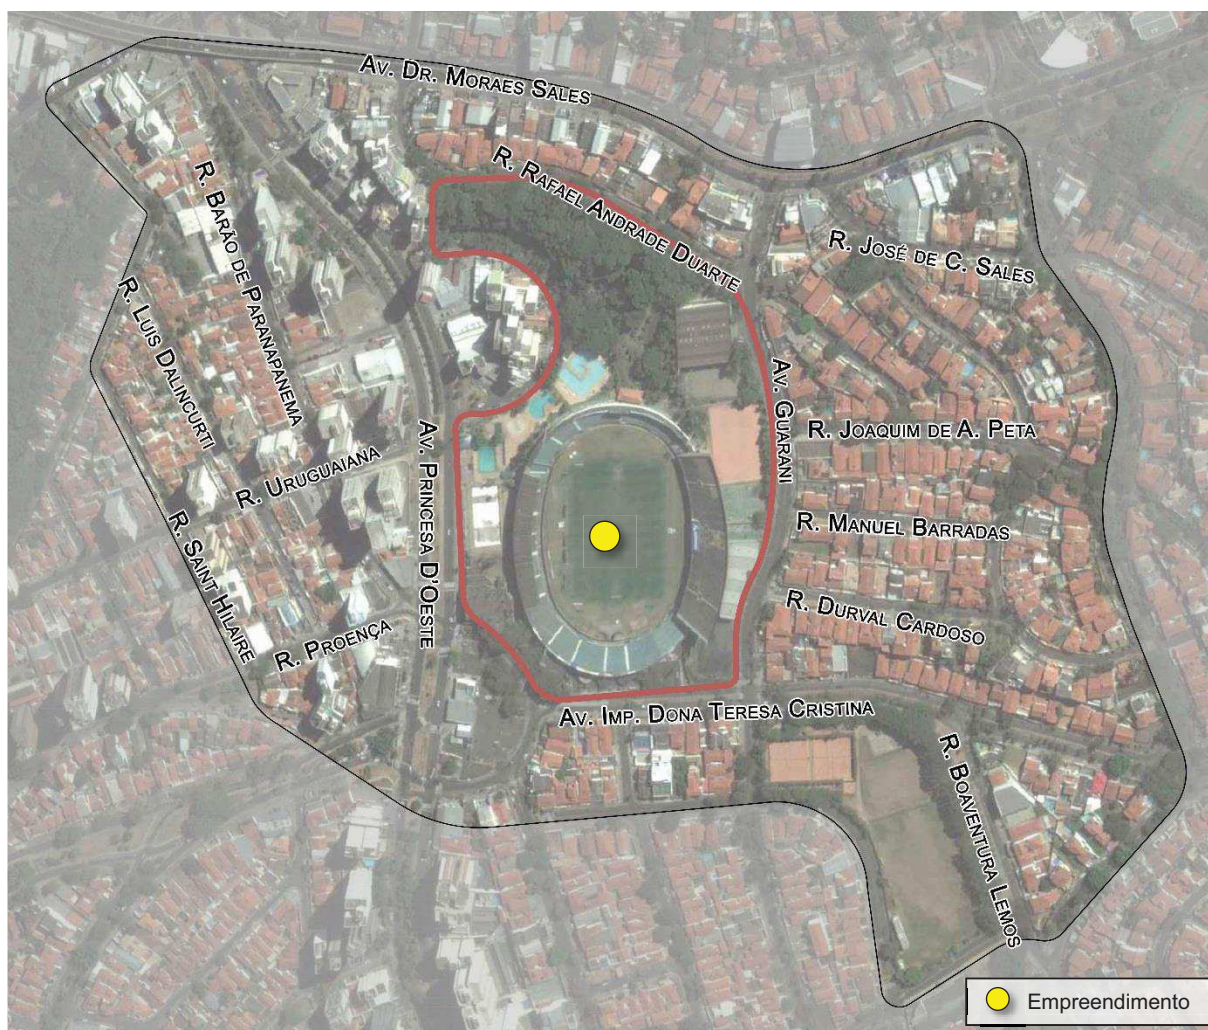 Av. Dr. Moraes Sales
R. Rafael Andrade Duarte
R. Barão de Paranapanema
R. José de C. Sales
R. Luis Dalincurti
Av. Guarani
R. Joaquim de A. Peta
R. Uruguaiana
Av. Princesa D'Oeste
R. Manuel Barradas
R. Saint Hilaire
R. Durval Cardoso
R. Proença
Av. Imp. Dona Teresa Cristina
R. Boaventura Lemos
Empreendimento